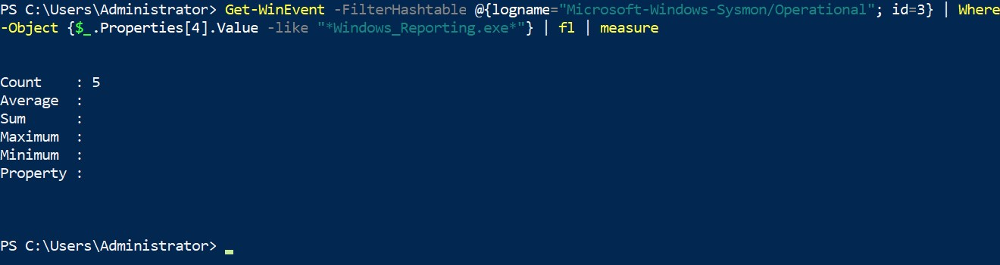 PS C:\Users\Administrator> Get-WinEvent -FilterHashtable @{logname="Microsoft-Windows-Sysmon/Operational"; id=3} | Where
-Object {$_.Properties[4].Value -like "*Windows_Reporting.exe*"} | fl | measure
Count    : 5
Average  :
Sum      :
Maximum  :
Minimum  :
Property :
PS C:\Users\Administrator>